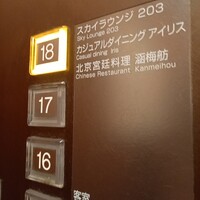 スカイラウンジ 203
Sky Lounge 203
カジュアルダイニング アイリス
Casual dining Iris
北京宮廷料理 涵梅舫
Chinese Restaurant Kanmeihou
18
17
16
客室